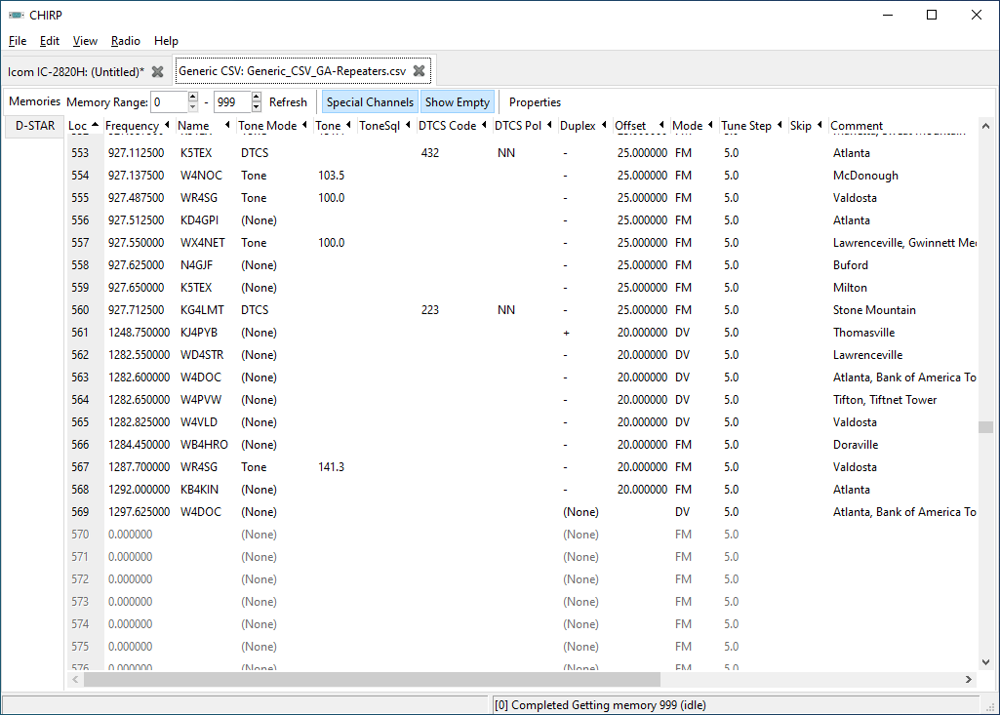 CHIRP
File Edit View Radio Help
Icom IC-2820H: (Untitled)* Generic CSV: Generic_CSV_GA-Repeaters.csv
Memories Memory Range: 0 - 999 Refresh Special Channels Show Empty Properties
D-STAR Loc Frequency Name Tone Mode Tone ToneSql DTCS Code DTCS Pol Duplex Offset Mode Tune Step Skip Comment
553 927.112500 K5TEX DTCS 432 NN - 25.000000 FM 5.0 Atlanta
554 927.137500 W4NOC Tone 103.5 - 25.000000 FM 5.0 McDonough
555 927.487500 WR4SG Tone 100.0 - 25.000000 FM 5.0 Valdosta
556 927.512500 KD4GPI (None) - 25.000000 FM 5.0 Atlanta
557 927.550000 WX4NET Tone 100.0 - 25.000000 FM 5.0 Lawrenceville, Gwinnett Me
558 927.625000 N4GJF (None) - 25.000000 FM 5.0 Buford
559 927.650000 K5TEX (None) - 25.000000 FM 5.0 Milton
560 927.712500 KG4LMT DTCS 223 NN - 25.000000 FM 5.0 Stone Mountain
561 1248.750000 KJ4PYB (None) + 20.000000 DV 5.0 Thomasville
562 1282.550000 WD4STR (None) - 20.000000 DV 5.0 Lawrenceville
563 1282.600000 W4DOC (None) - 20.000000 DV 5.0 Atlanta, Bank of America To
564 1282.650000 W4PVW (None) - 20.000000 DV 5.0 Tifton, Tiftnet Tower
565 1282.825000 W4VLD (None) - 20.000000 DV 5.0 Valdosta
566 1284.450000 WB4HRO (None) - 20.000000 FM 5.0 Doraville
567 1287.700000 WR4SG Tone 141.3 - 20.000000 FM 5.0 Valdosta
568 1292.000000 KB4KIN (None) - 20.000000 FM 5.0 Atlanta
569 1297.625000 W4DOC (None) (None) DV 5.0 Atlanta, Bank of America To
570 0.000000 (None) (None) FM 5.0
571 0.000000 (None) (None) FM 5.0
572 0.000000 (None) (None) FM 5.0
573 0.000000 (None) (None) FM 5.0
574 0.000000 (None) (None) FM 5.0
575 0.000000 (None) (None) FM 5.0
576 0.000000 (None) (None) FM 5.0
[0] Completed Getting memory 999 (idle)